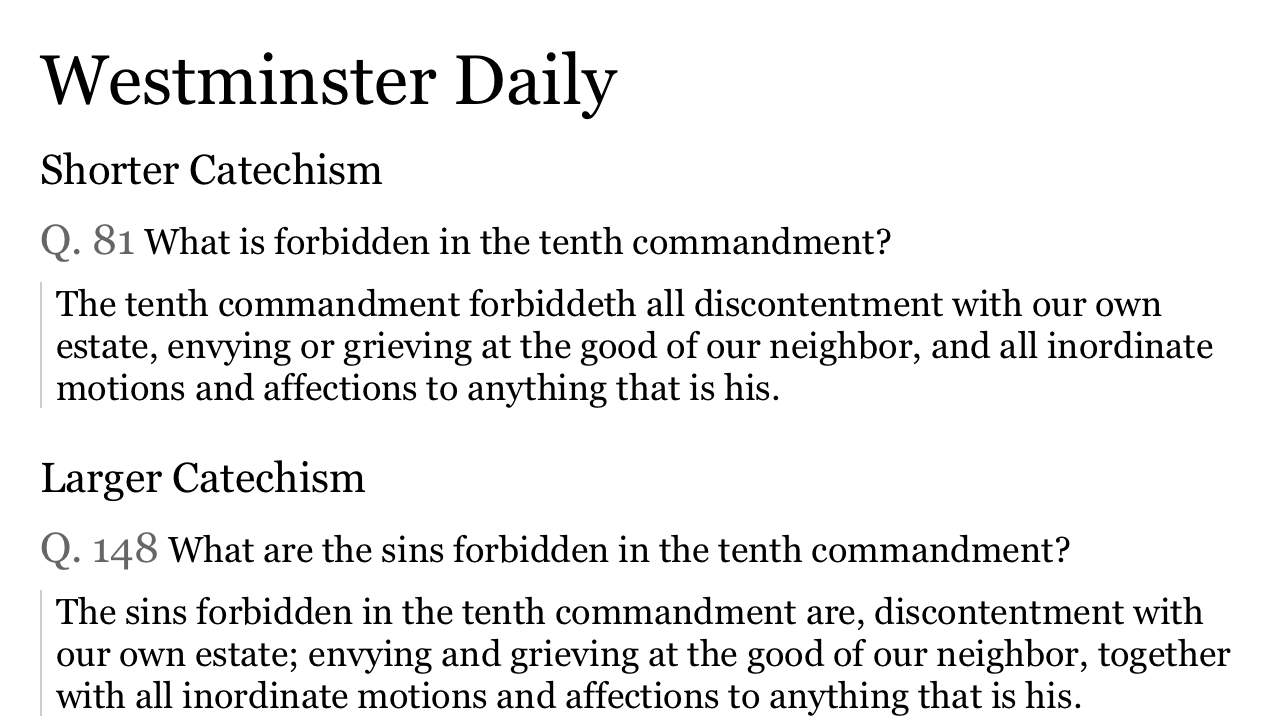 Westminster Daily
Shorter Catechism
Q. 81 What is forbidden in the tenth commandment?
The tenth commandment forbiddeth all discontentment with our own
estate, envying or grieving at the good of our neighbor, and all inordinate
motions and affections to anything that is his.
Larger Catechism
Q. 148 What are the sins forbidden in the tenth commandment?
The sins forbidden in the tenth commandment are, discontentment with
our own estate; envying and grieving at the good of our neighbor, together
with all inordinate motions and affections to anything that is his.